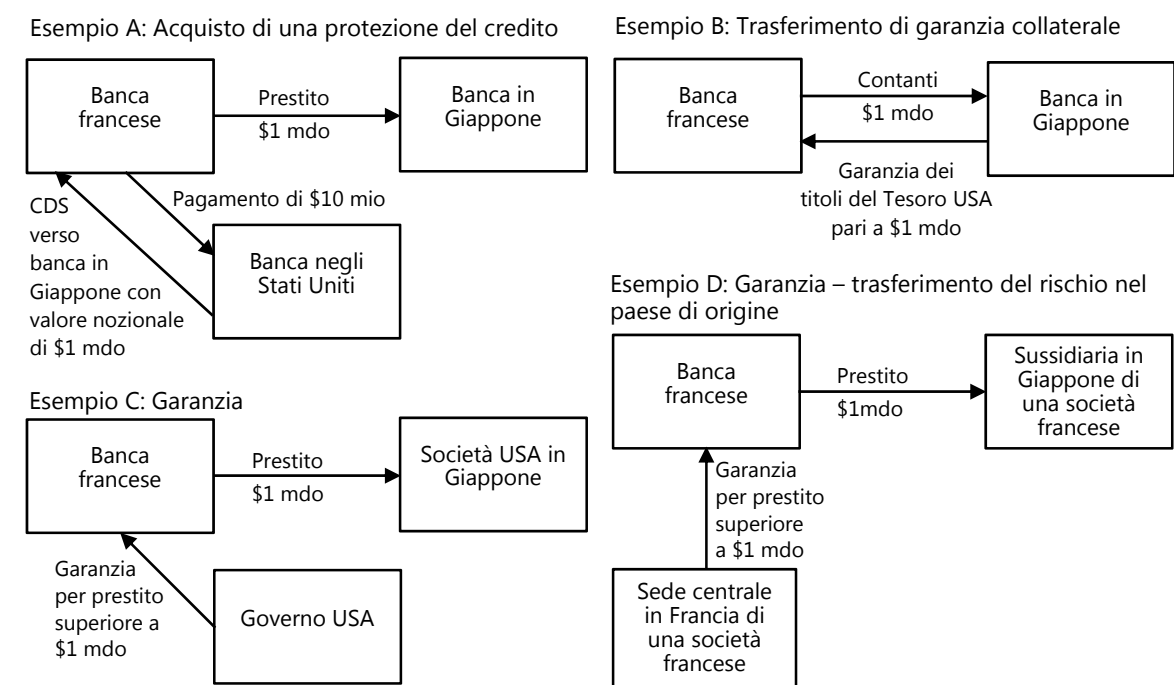 Esempio A: Acquisto di una protezione del credito
Banca
francese
Prestito
$1 mdo
Banca in
Giappone
Pagamento di $10 mio
CDS
verso
banca in
Giappone con
valore nozionale
di $1 mdo
Banca negli
Stati Uniti
Esempio B: Trasferimento di garanzia collaterale
Banca
francese
Contanti
$1 mdo
Banca in
Giappone
Garanzia dei
titoli del Tesoro USA
pari a $1 mdo
Esempio C: Garanzia
Banca
francese
Prestito
$1 mdo
Società USA in
Giappone
Garanzia
per prestito
superiore a
$1 mdo
Governo USA
Esempio D: Garanzia – trasferimento del rischio nel
paese di origine
Banca
francese
Prestito
$1mdo
Sussidiaria in
Giappone di
una società
francese
Garanzia
per prestito
superiore
a $1 mdo
Sede centrale
in Francia di
una società
francese